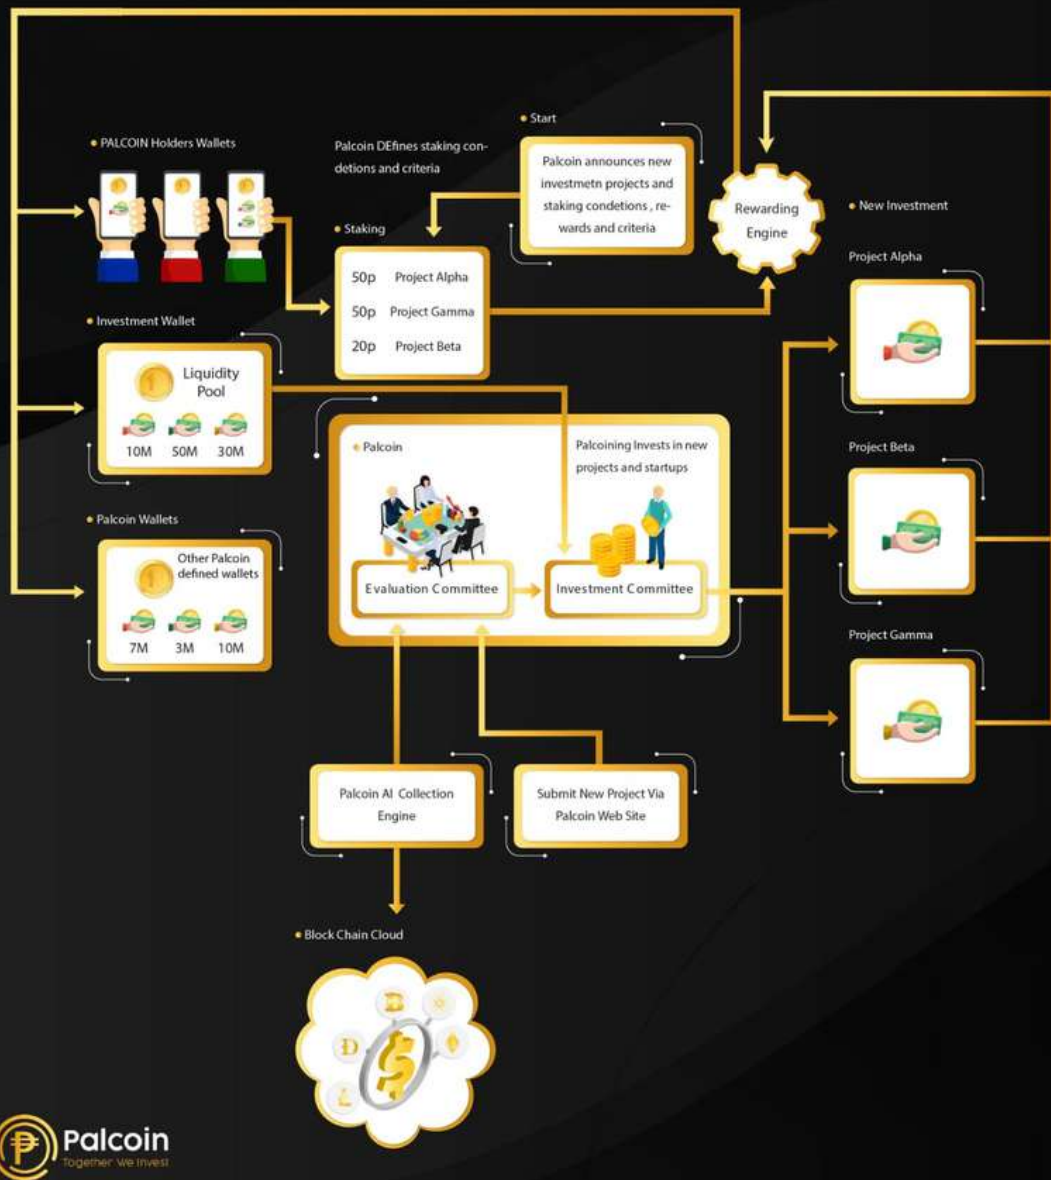 Start
PALCOIN Holders Wallets
Palcoin DEfines staking con-
detions and criteria
Palcoin announces new
investmetn projects and
staking condetions , re-
wards and criteria
Rewarding
Engine
New Investment
Staking
50p Project Alpha
50p Project Gamma
20p Project Beta
Project Alpha
Investment Wallet
Liquidity
Pool
10M 50M 30M
Palcoin
Palcoining Invests in new
projects and startups
Evaluation Committee
Investment Committee
Project Beta
Palcoin Wallets
Other Palcoin
defined wallets
7M 3M 10M
Project Gamma
Palcoin AI Collection
Engine
Submit New Project Via
Palcoin Web Site
Block Chain Cloud
Palcoin
Together We Invest